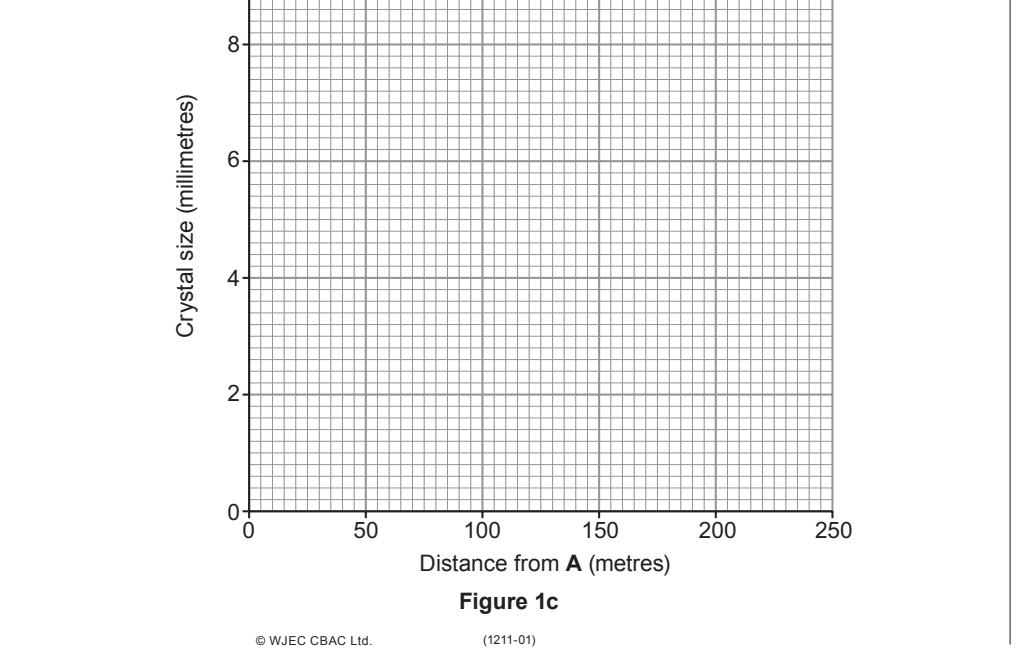 8
6
4
2
0
Crystal size (millimetres)
0 50 100 150 200 250
Distance from A (metres)
Figure 1c
© WJEC CBAC Ltd. (1211-01)